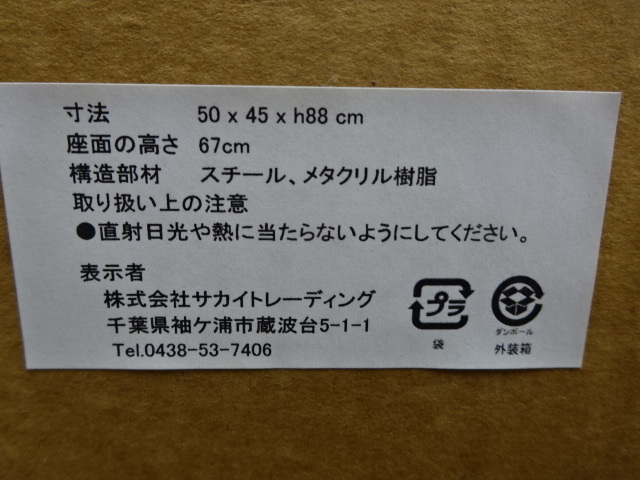 寸法 50 x 45 x h88 cm
座面の高さ 67cm
構造部材 スチール、メタクリル樹脂
取り扱い上の注意
●直射日光や熱に当たらないようにしてください。
表示者
株式会社サカイトレーディング
千葉県袖ケ浦市蔵波台5-1-1
Tel.0438-53-7406
プラ
袋
ダンボール
外装箱